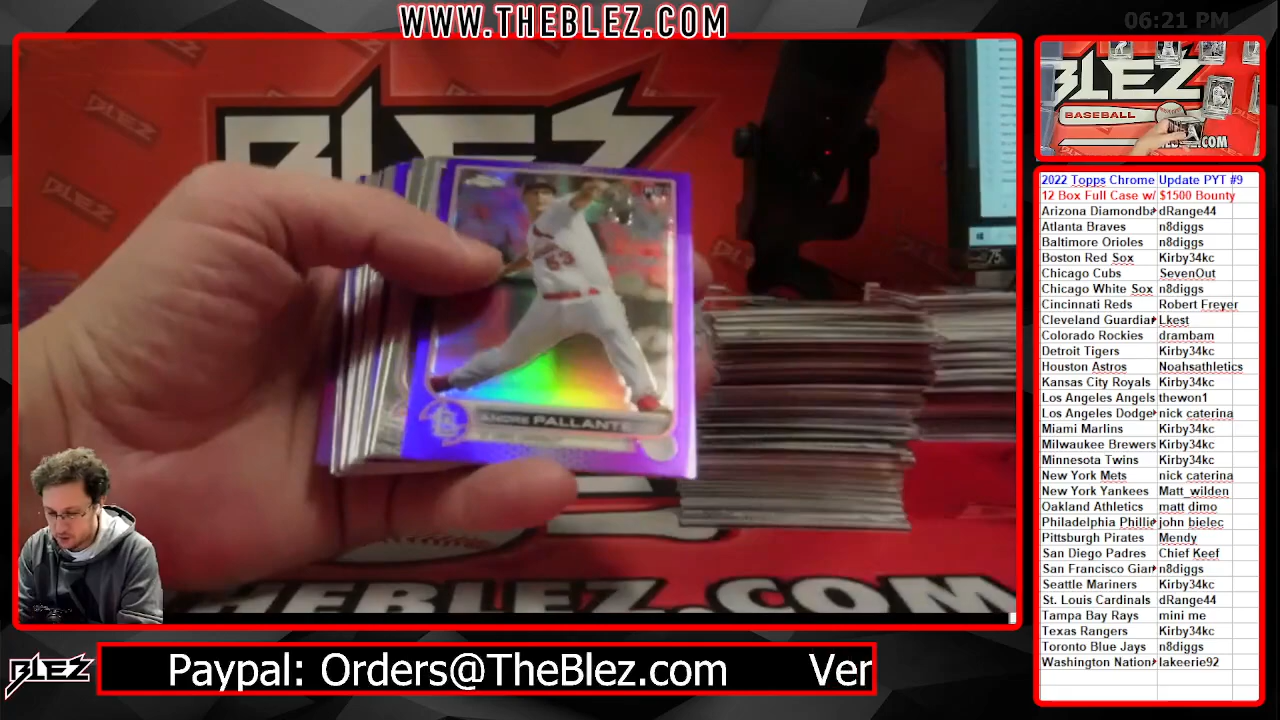 WWW.THEBLEZ.COM
06:21 PM
BLEZ
BLEZ
BLEZ
BLEZ
ANDRE PALLANTE
THEBLEZ.COM
BLEZ
BASEBALL
.COM
2022 Topps Chrome Update PYT #9
12 Box Full Case w/ $1500 Bounty
Arizona Diamondba dRange44
Atlanta Braves n8diggs
Baltimore Orioles n8diggs
Boston Red Sox Kirby34kc
Chicago Cubs SevenOut
Chicago White Sox n8diggs
Cincinnati Reds Robert Freyer
Cleveland Guardian Lkest
Colorado Rockies drambam
Detroit Tigers Kirby34kc
Houston Astros Noahsathletics
Kansas City Royals Kirby34kc
Los Angeles Angels thewon1
Los Angeles Dodge nick caterina
Miami Marlins Kirby34kc
Milwaukee Brewers Kirby34kc
Minnesota Twins Kirby34kc
New York Mets nick caterina
New York Yankees Matt_wilden
Oakland Athletics matt dimo
Philadelphia Phillie john bielec
Pittsburgh Pirates Mendy
San Diego Padres Chief Keef
San Francisco Gian n8diggs
Seattle Mariners Kirby34kc
St. Louis Cardinals dRange44
Tampa Bay Rays mini me
Texas Rangers Kirby34kc
Toronto Blue Jays n8diggs
Washington Nation lakeerie92
BLEZ
Paypal: Orders@TheBlez.com Ver